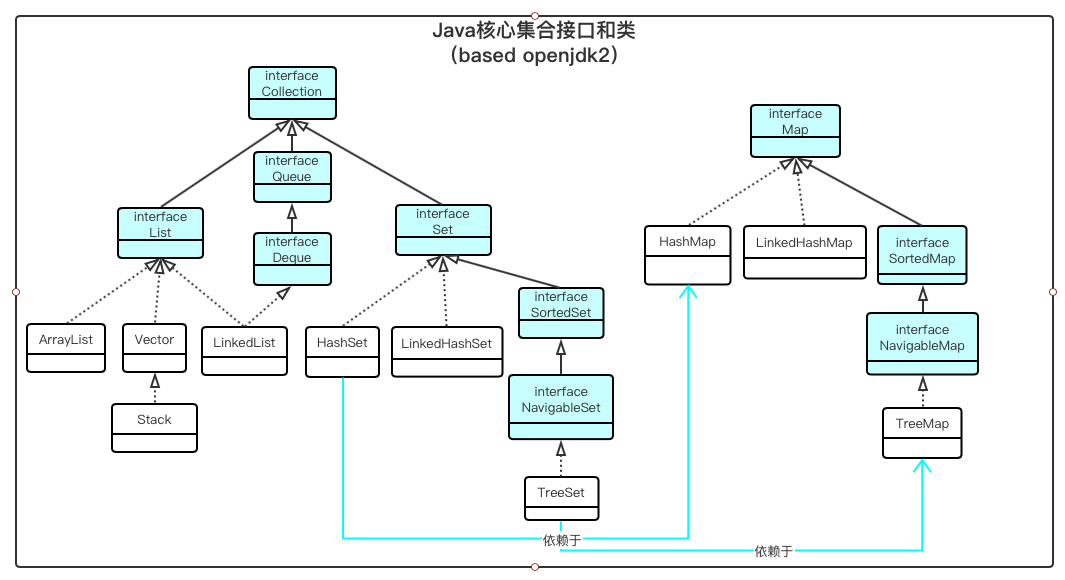 Java核心集合接口和类
（based openjdk2）
interface
Collection
interface
Map
interface
Queue
interface
List
interface
Set
interface
Deque
HashMap
LinkedHashMap
interface
SortedMap
interface
SortedSet
ArrayList
Vector
LinkedList
HashSet
LinkedHashSet
interface
NavigableMap
interface
NavigableSet
Stack
TreeMap
TreeSet
依赖于
依赖于